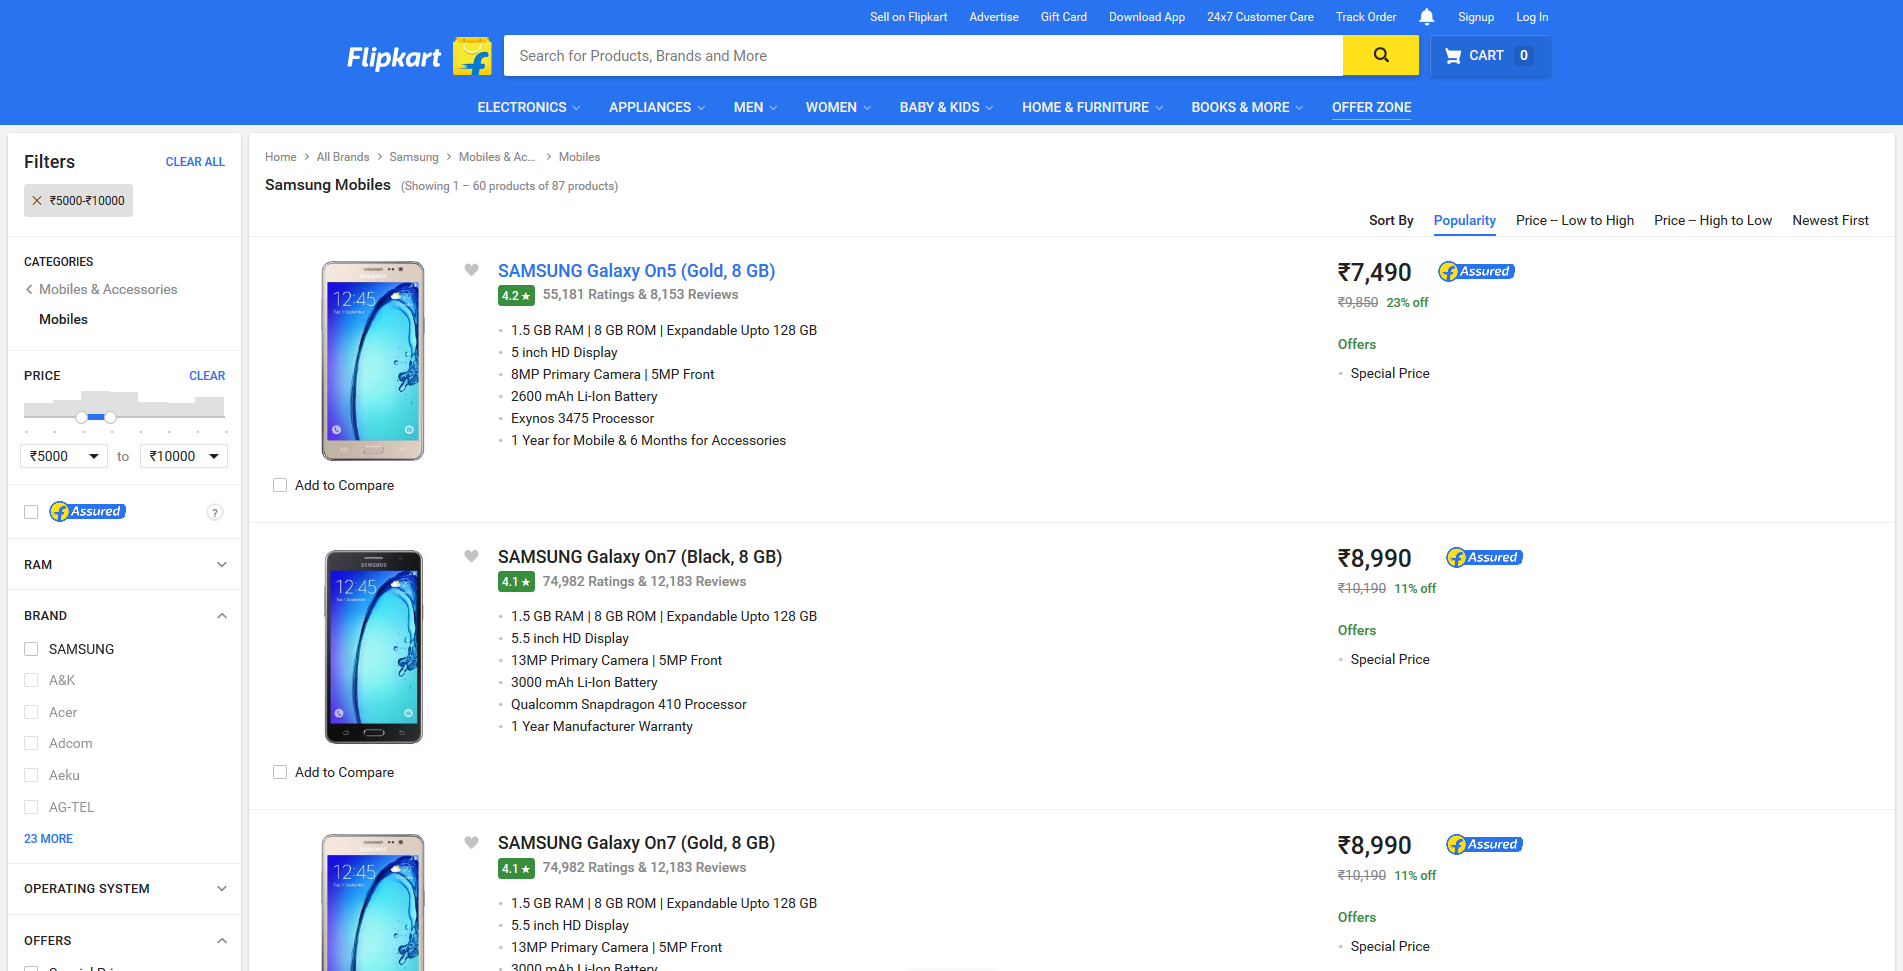 Sell on Flipkart Advertise Gift Card Download App 24x7 Customer Care Track Order Signup Log In
Flipkart Search for Products, Brands and More CART 0
ELECTRONICS APPLIANCES MEN WOMEN BABY & KIDS HOME & FURNITURE BOOKS & MORE OFFER ZONE
Filters CLEAR ALL
₹5000-₹10000
CATEGORIES
Mobiles & Accessories
Mobiles
PRICE CLEAR
₹5000 to ₹10000
Assured ?
RAM
BRAND
SAMSUNG
A&K
Acer
Adcom
Aeku
AG-TEL
23 MORE
OPERATING SYSTEM
OFFERS
Home > All Brands > Samsung > Mobiles & Ac... > Mobiles
Samsung Mobiles (Showing 1 – 60 products of 87 products)
Sort By Popularity Price -- Low to High Price -- High to Low Newest First
SAMSUNG Galaxy On5 (Gold, 8 GB)
4.2 ★ 55,181 Ratings & 8,153 Reviews
1.5 GB RAM | 8 GB ROM | Expandable Upto 128 GB
5 inch HD Display
8MP Primary Camera | 5MP Front
2600 mAh Li-Ion Battery
Exynos 3475 Processor
1 Year for Mobile & 6 Months for Accessories
₹7,490 Assured
₹9,850 23% off
Offers
Special Price
12:45
Add to Compare
SAMSUNG Galaxy On7 (Black, 8 GB)
4.1 ★ 74,982 Ratings & 12,183 Reviews
1.5 GB RAM | 8 GB ROM | Expandable Upto 128 GB
5.5 inch HD Display
13MP Primary Camera | 5MP Front
3000 mAh Li-Ion Battery
Qualcomm Snapdragon 410 Processor
1 Year Manufacturer Warranty
₹8,990 Assured
₹10,190 11% off
Offers
Special Price
SAMSUNG
12:45
Add to Compare
SAMSUNG Galaxy On7 (Gold, 8 GB)
4.1 ★ 74,982 Ratings & 12,183 Reviews
1.5 GB RAM | 8 GB ROM | Expandable Upto 128 GB
5.5 inch HD Display
13MP Primary Camera | 5MP Front
3000 mAh Li-Ion Battery
₹8,990 Assured
₹10,190 11% off
Offers
Special Price
12:45